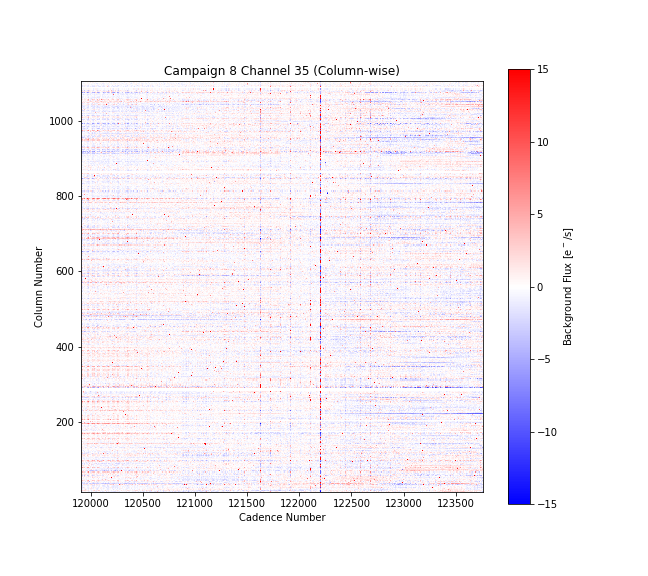 Campaign 8 Channel 35 (Column-wise)
Column Number
1000
800
600
400
200
120000 120500 121000 121500 122000 122500 123000 123500
Cadence Number
15
10
5
0
−5
−10
−15
Background Flux [e⁻/s]